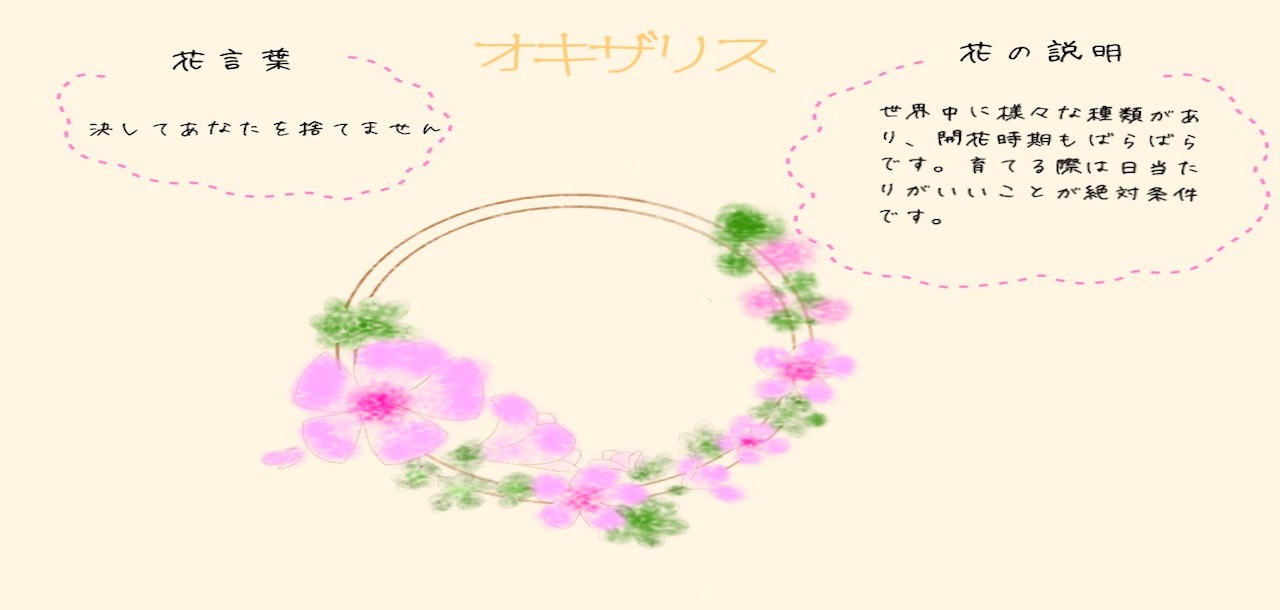 花言葉
決してあなたを捨てません
オキザリス
花の説明
世界中に様々な種類があ
り、開花時期もばらばら
です。育てる際は日当た
りがいいことが絶対条件
です。